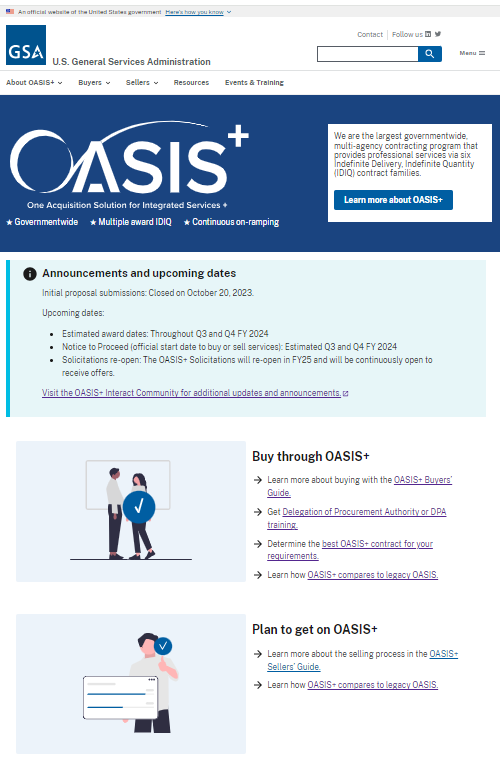 An official website of the United States government Here's how you know
GSA
U.S. General Services Administration
Contact Follow us
Menu
About OASIS+ Buyers Sellers Resources Events & Training
OASIS+
One Acquisition Solution for Integrated Services +
★ Governmentwide ★ Multiple award IDIQ ★ Continuous on-ramping
We are the largest governmentwide,
multi-agency contracting program that
provides professional services via six
Indefinite Delivery, Indefinite Quantity
(IDIQ) contract families.
Learn more about OASIS+
Announcements and upcoming dates
Initial proposal submissions: Closed on October 20, 2023.
Upcoming dates:
• Estimated award dates: Throughout Q3 and Q4 FY 2024
• Notice to Proceed (official start date to buy or sell services): Estimated Q3 and Q4 FY 2024
• Solicitations re-open: The OASIS+ Solicitations will re-open in FY25 and will be continuously open to
receive offers.
Visit the OASIS+ Interact Community for additional updates and announcements.
Buy through OASIS+
→ Learn more about buying with the OASIS+ Buyers'
Guide.
→ Get Delegation of Procurement Authority or DPA
training.
→ Determine the best OASIS+ contract for your
requirements.
→ Learn how OASIS+ compares to legacy OASIS.
Plan to get on OASIS+
→ Learn more about the selling process in the OASIS+
Sellers' Guide.
→ Learn how OASIS+ compares to legacy OASIS.